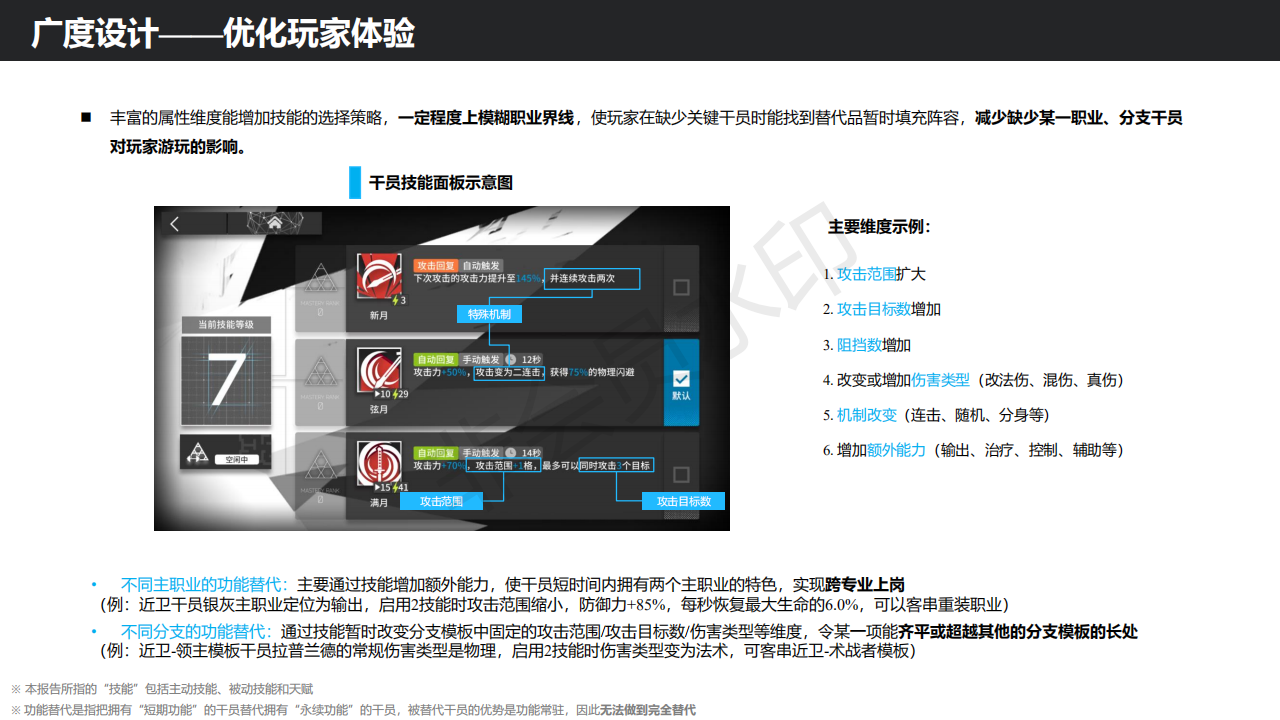 广度设计——优化玩家体验
■ 丰富的属性维度能增加技能的选择策略，一定程度上模糊职业界线，使玩家在缺少关键干员时能找到替代品暂时填充阵容，减少缺少某一职业、分支干员
对玩家游玩的影响。
干员技能面板示意图
当前技能等级
7
空闲中
MASTERY RANK
0
攻击回复 自动触发
下次攻击的攻击力提升至145%，并连续攻击两次
3
新月
特殊机制
MASTERY RANK
0
自动回复 手动触发 12秒
攻击力+50%，攻击变为二连击，获得75%的物理闪避
10 29
弦月
默认
MASTERY RANK
0
自动回复 手动触发 14秒
攻击力+70%，攻击范围+1格，最多可以同时攻击3个目标
15 41
满月
攻击范围
攻击目标数
主要维度示例：
1. 攻击范围扩大
2. 攻击目标数增加
3. 阻挡数增加
4. 改变或增加伤害类型（改法伤、混伤、真伤）
5. 机制改变（连击、随机、分身等）
6. 增加额外能力（输出、治疗、控制、辅助等）
• 不同主职业的功能替代：主要通过技能增加额外能力，使干员短时间内拥有两个主职业的特色，实现跨专业上岗
（例：近卫干员银灰主职业定位为输出，启用2技能时攻击范围缩小，防御力+85%，每秒恢复最大生命的6.0%，可以客串重装职业）
• 不同分支的功能替代：通过技能暂时改变分支模板中固定的攻击范围/攻击目标数/伤害类型等维度，令某一项能齐平或超越其他的分支模板的长处
（例：近卫-领主模板干员拉普兰德的常规伤害类型是物理，启用2技能时伤害类型变为法术，可客串近卫-术战者模板）
※ 本报告所指的“技能”包括主动技能、被动技能和天赋
※ 功能替代是指把拥有“短期功能”的干员替代拥有“永续功能”的干员，被替代干员的优势是功能常驻，因此无法做到完全替代